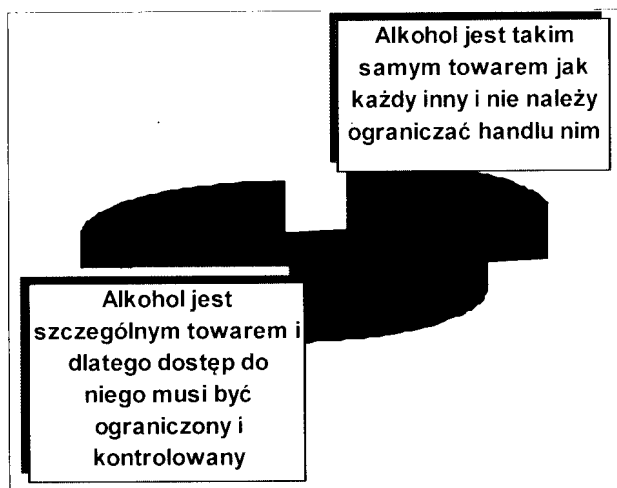 Alkohol jest takim
samym towarem jak
każdy inny i nie należy
ograniczać handlu nim
Alkohol jest
szczególnym towarem i
dlatego dostęp do
niego musi być
ograniczony i
kontrolowany